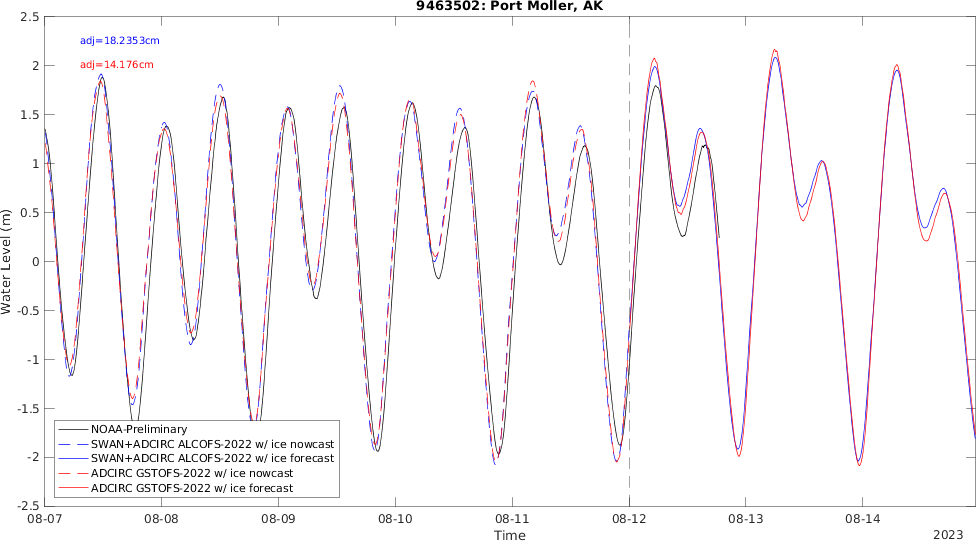 9463502: Port Moller, AK
adj=18.2353cm
adj=14.176cm
2.5
2
1.5
1
0.5
0
-0.5
-1
-1.5
-2
-2.5
Water Level (m)
NOAA-Preliminary
SWAN+ADCIRC ALCOFS-2022 w/ ice nowcast
SWAN+ADCIRC ALCOFS-2022 w/ ice forecast
ADCIRC GSTOFS-2022 w/ ice nowcast
ADCIRC GSTOFS-2022 w/ ice forecast
08-07 08-08 08-09 08-10 08-11 08-12 08-13 08-14
Time
2023